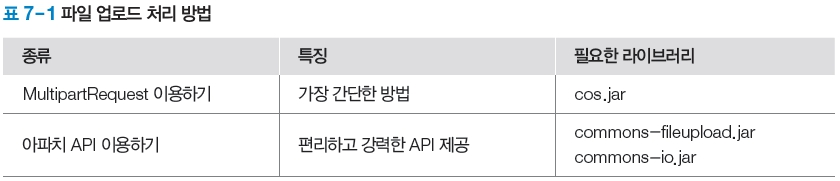 표 7-1 파일 업로드 처리 방법
종류 특징 필요한 라이브러리
MultipartRequest 이용하기 가장 간단한 방법 cos.jar
아파치 API 이용하기 편리하고 강력한 API 제공 commons-fileupload.jar
commons-io.jar